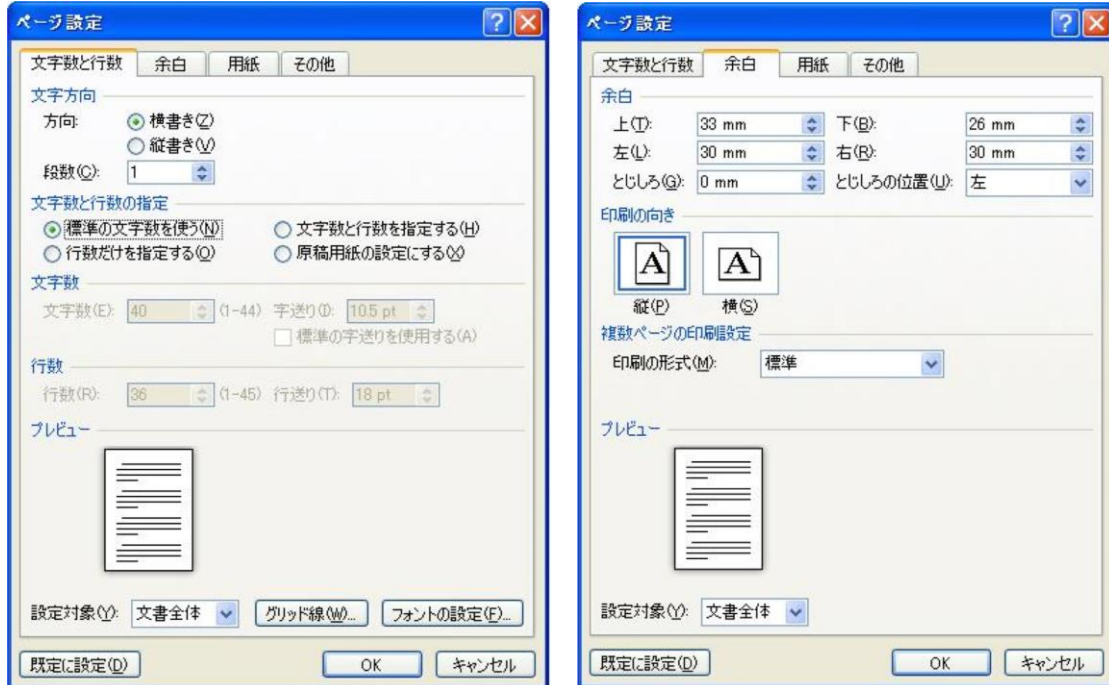 ページ設定
文字数と行数 余白 用紙 その他
文字方向
方向: 横書き(Z)
縦書き(V)
段数(C): 1
文字数と行数の指定
標準の文字数を使う(N) 文字数と行数を指定する(H)
行数だけを指定する(O) 原稿用紙の設定にする(X)
文字数
文字数(E): 40 (1-44) 字送り(I): 10.5 pt
標準の字送りを使用する(A)
行数
行数(R): 36 (1-45) 行送り(T): 18 pt
プレビュー
設定対象(Y): 文書全体 グリッド線(W)... フォントの設定(F)...
既定に設定(D) OK キャンセル
ページ設定
文字数と行数 余白 用紙 その他
余白
上(T): 33 mm 下(B): 26 mm
左(L): 30 mm 右(R): 30 mm
とじしろ(G): 0 mm とじしろの位置(U): 左
印刷の向き
A A
縦(P) 横(S)
複数ページの印刷設定
印刷の形式(M): 標準
プレビュー
設定対象(Y): 文書全体
既定に設定(D) OK キャンセル